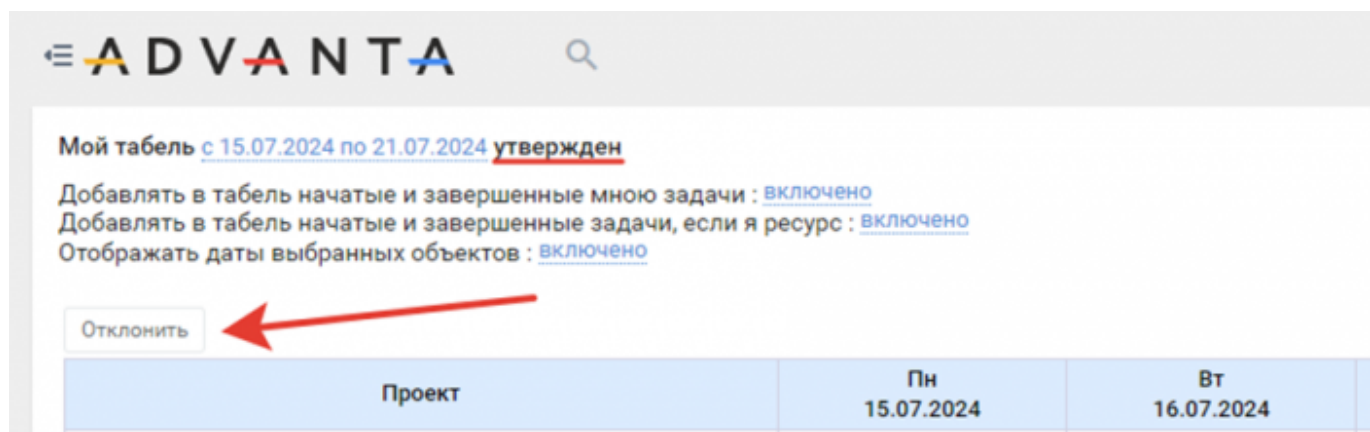 ADVANTA
Мой табель с 15.07.2024 по 21.07.2024 утвержден
Добавлять в табель начатые и завершенные мною задачи : включено
Добавлять в табель начатые и завершенные задачи, если я ресурс : включено
Отображать даты выбранных объектов : включено
Отклонить
Проект
Пн
15.07.2024
Вт
16.07.2024